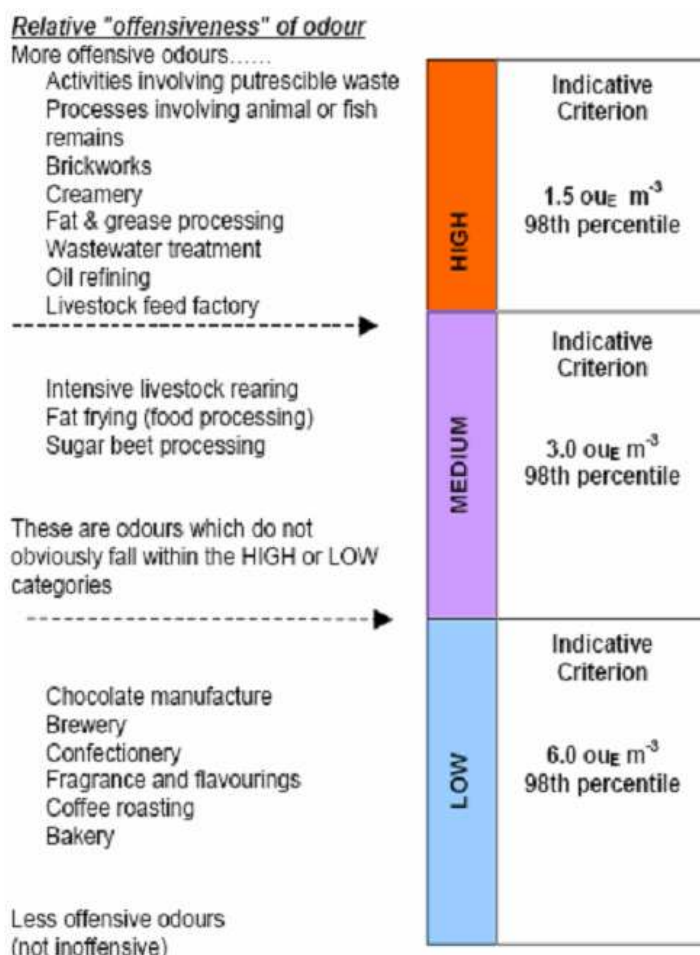 Relative "offensiveness" of odour
More offensive odours......
Activities involving putrescible waste
Processes involving animal or fish
remains
Brickworks
Creamery
Fat & grease processing
Wastewater treatment
Oil refining
Livestock feed factory
HIGH
Indicative
Criterion
1.5 ouE m-3
98th percentile
Intensive livestock rearing
Fat frying (food processing)
Sugar beet processing
These are odours which do not
obviously fall within the HIGH or LOW
categories
MEDIUM
Indicative
Criterion
3.0 ouE m-3
98th percentile
Chocolate manufacture
Brewery
Confectionery
Fragrance and flavourings
Coffee roasting
Bakery
Less offensive odours
(not inoffensive)
LOW
Indicative
Criterion
6.0 ouE m-3
98th percentile